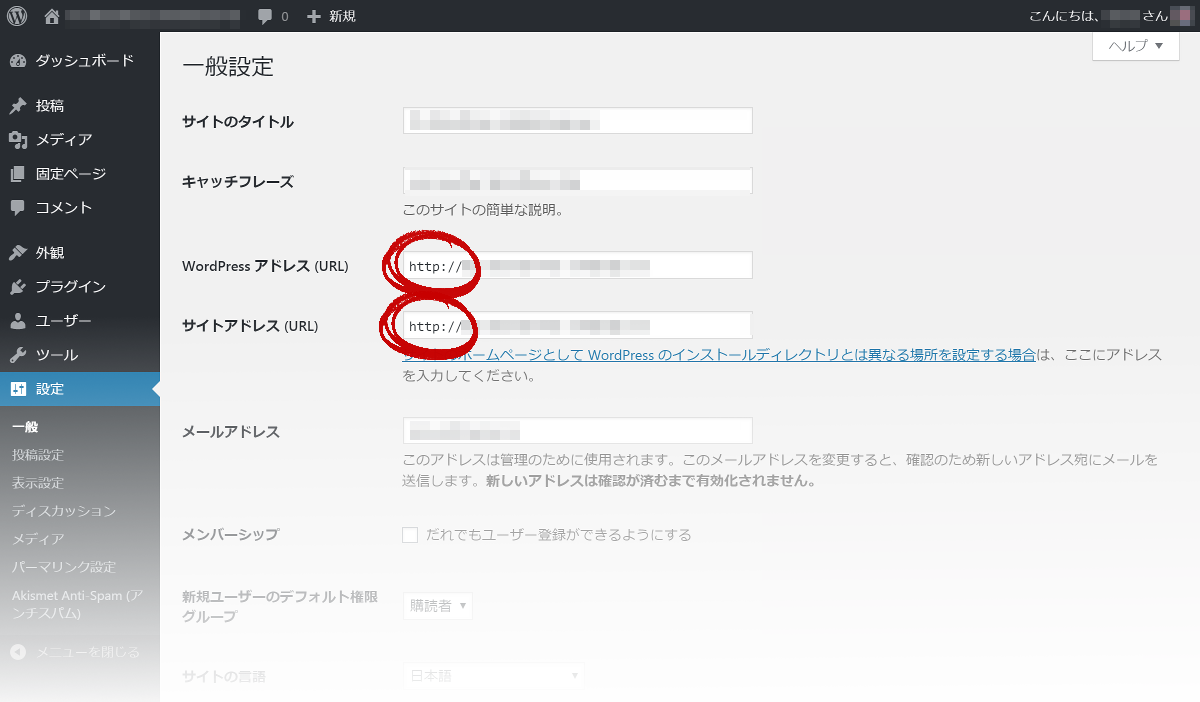 0 新規
こんにちは、 さん
ヘルプ ▼
ダッシュボード
投稿
メディア
固定ページ
コメント
外観
プラグイン
ユーザー
ツール
設定
一般
投稿設定
表示設定
ディスカッション
メディア
パーマリンク設定
Akismet Anti-Spam (ア
ンチスパム)
メニューを閉じる
一般設定
サイトのタイトル
キャッチフレーズ
このサイトの簡単な説明。
WordPress アドレス (URL)
http://
サイトアドレス (URL)
http://
ホームページとして WordPress のインストールディレクトリとは異なる場所を設定する場合は、ここにアドレス
を入力してください。
メールアドレス
このアドレスは管理のために使用されます。このメールアドレスを変更すると、確認のため新しいアドレス宛にメールを
送信します。新しいアドレスは確認が済むまで有効化されません。
メンバーシップ
だれでもユーザー登録ができるようにする
新規ユーザーのデフォルト権限
グループ
購読者 ▼
サイトの言語
日本語 ▼